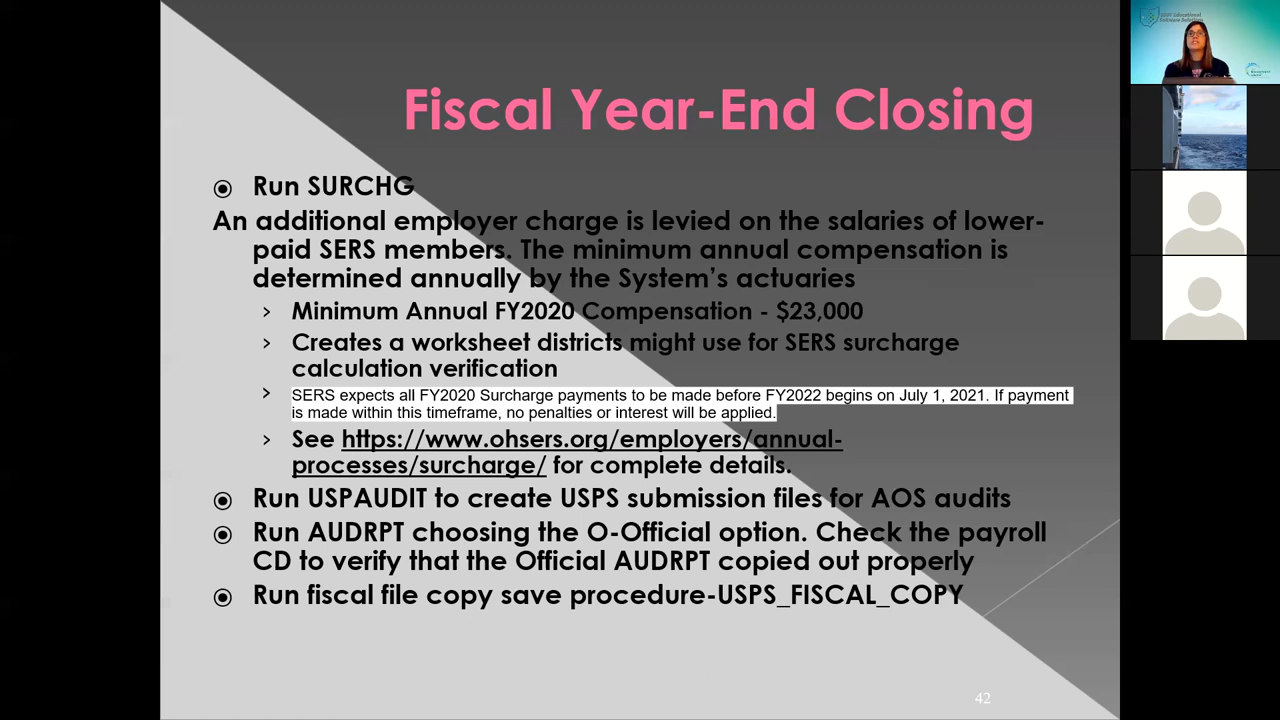 Fiscal Year-End Closing
Run SURCHG
An additional employer charge is levied on the salaries of lower-
paid SERS members. The minimum annual compensation is
determined annually by the System's actuaries
Minimum Annual FY2020 Compensation - $23,000
Creates a worksheet districts might use for SERS surcharge
calculation verification
SERS expects all FY2020 Surcharge payments to be made before FY2022 begins on July 1, 2021. If payment
is made within this timeframe, no penalties or interest will be applied.
See https://www.ohsers.org/employers/annual-
processes/surcharge/ for complete details.
Run USPAUDIT to create USPS submission files for AOS audits
Run AUDRPT choosing the O-Official option. Check the payroll
CD to verify that the Official AUDRPT copied out properly
Run fiscal file copy save procedure-USPS_FISCAL_COPY
42